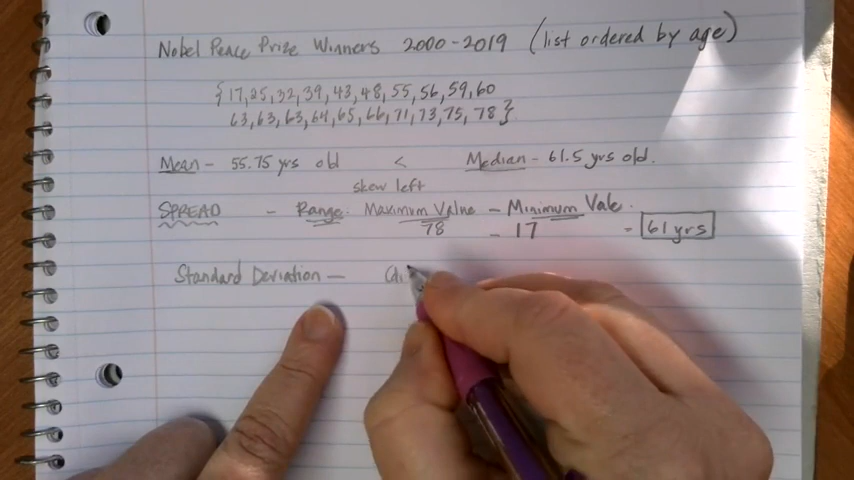 Nobel Peace Prize Winners 2000-2019 (list ordered by age)
{17,25,32,39,43,48,55,56,59,60
63,63,63,64,65,66,71,73,75,78}
Mean - 55.75 yrs old < Median - 61.5 yrs old.
skew left
SPREAD - Range: Maximum Value - Minimum Vale.
78 - 17 = 61 yrs
Standard Deviation — (di